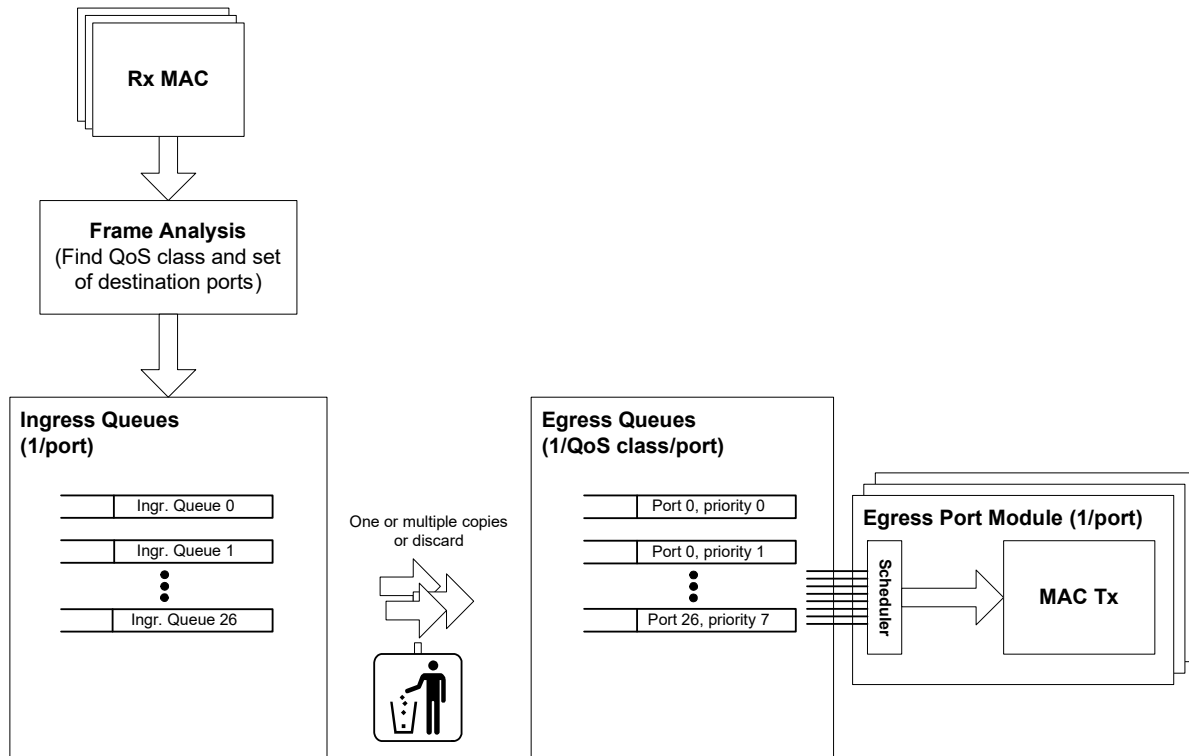 Rx MAC
Frame Analysis
(Find QoS class and set
of destination ports)
Ingress Queues
(1/port)
Ingr. Queue 0
Ingr. Queue 1
Ingr. Queue 26
One or multiple copies
or discard
Egress Queues
(1/QoS class/port)
Port 0, priority 0
Port 0, priority 1
Port 26, priority 7
Egress Port Module (1/port)
Scheduler
MAC Tx